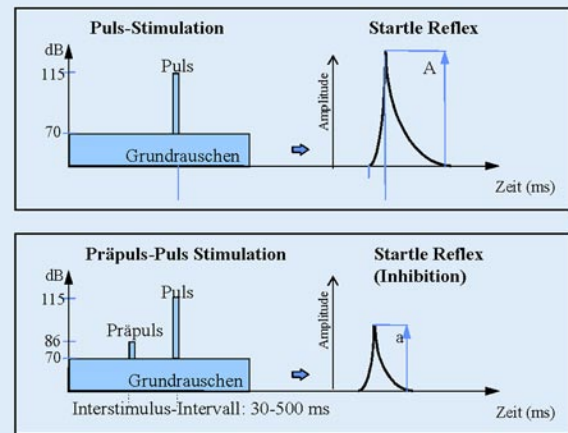 Puls-Stimulation
Startle Reflex
dB
115
Puls
70
Grundrauschen
Amplitude
A
Zeit (ms)
Präpuls-Puls Stimulation
Startle Reflex
(Inhibition)
dB
115
Puls
86
Präpuls
70
Grundrauschen
Interstimulus-Intervall: 30-500 ms
Amplitude
a
Zeit (ms)